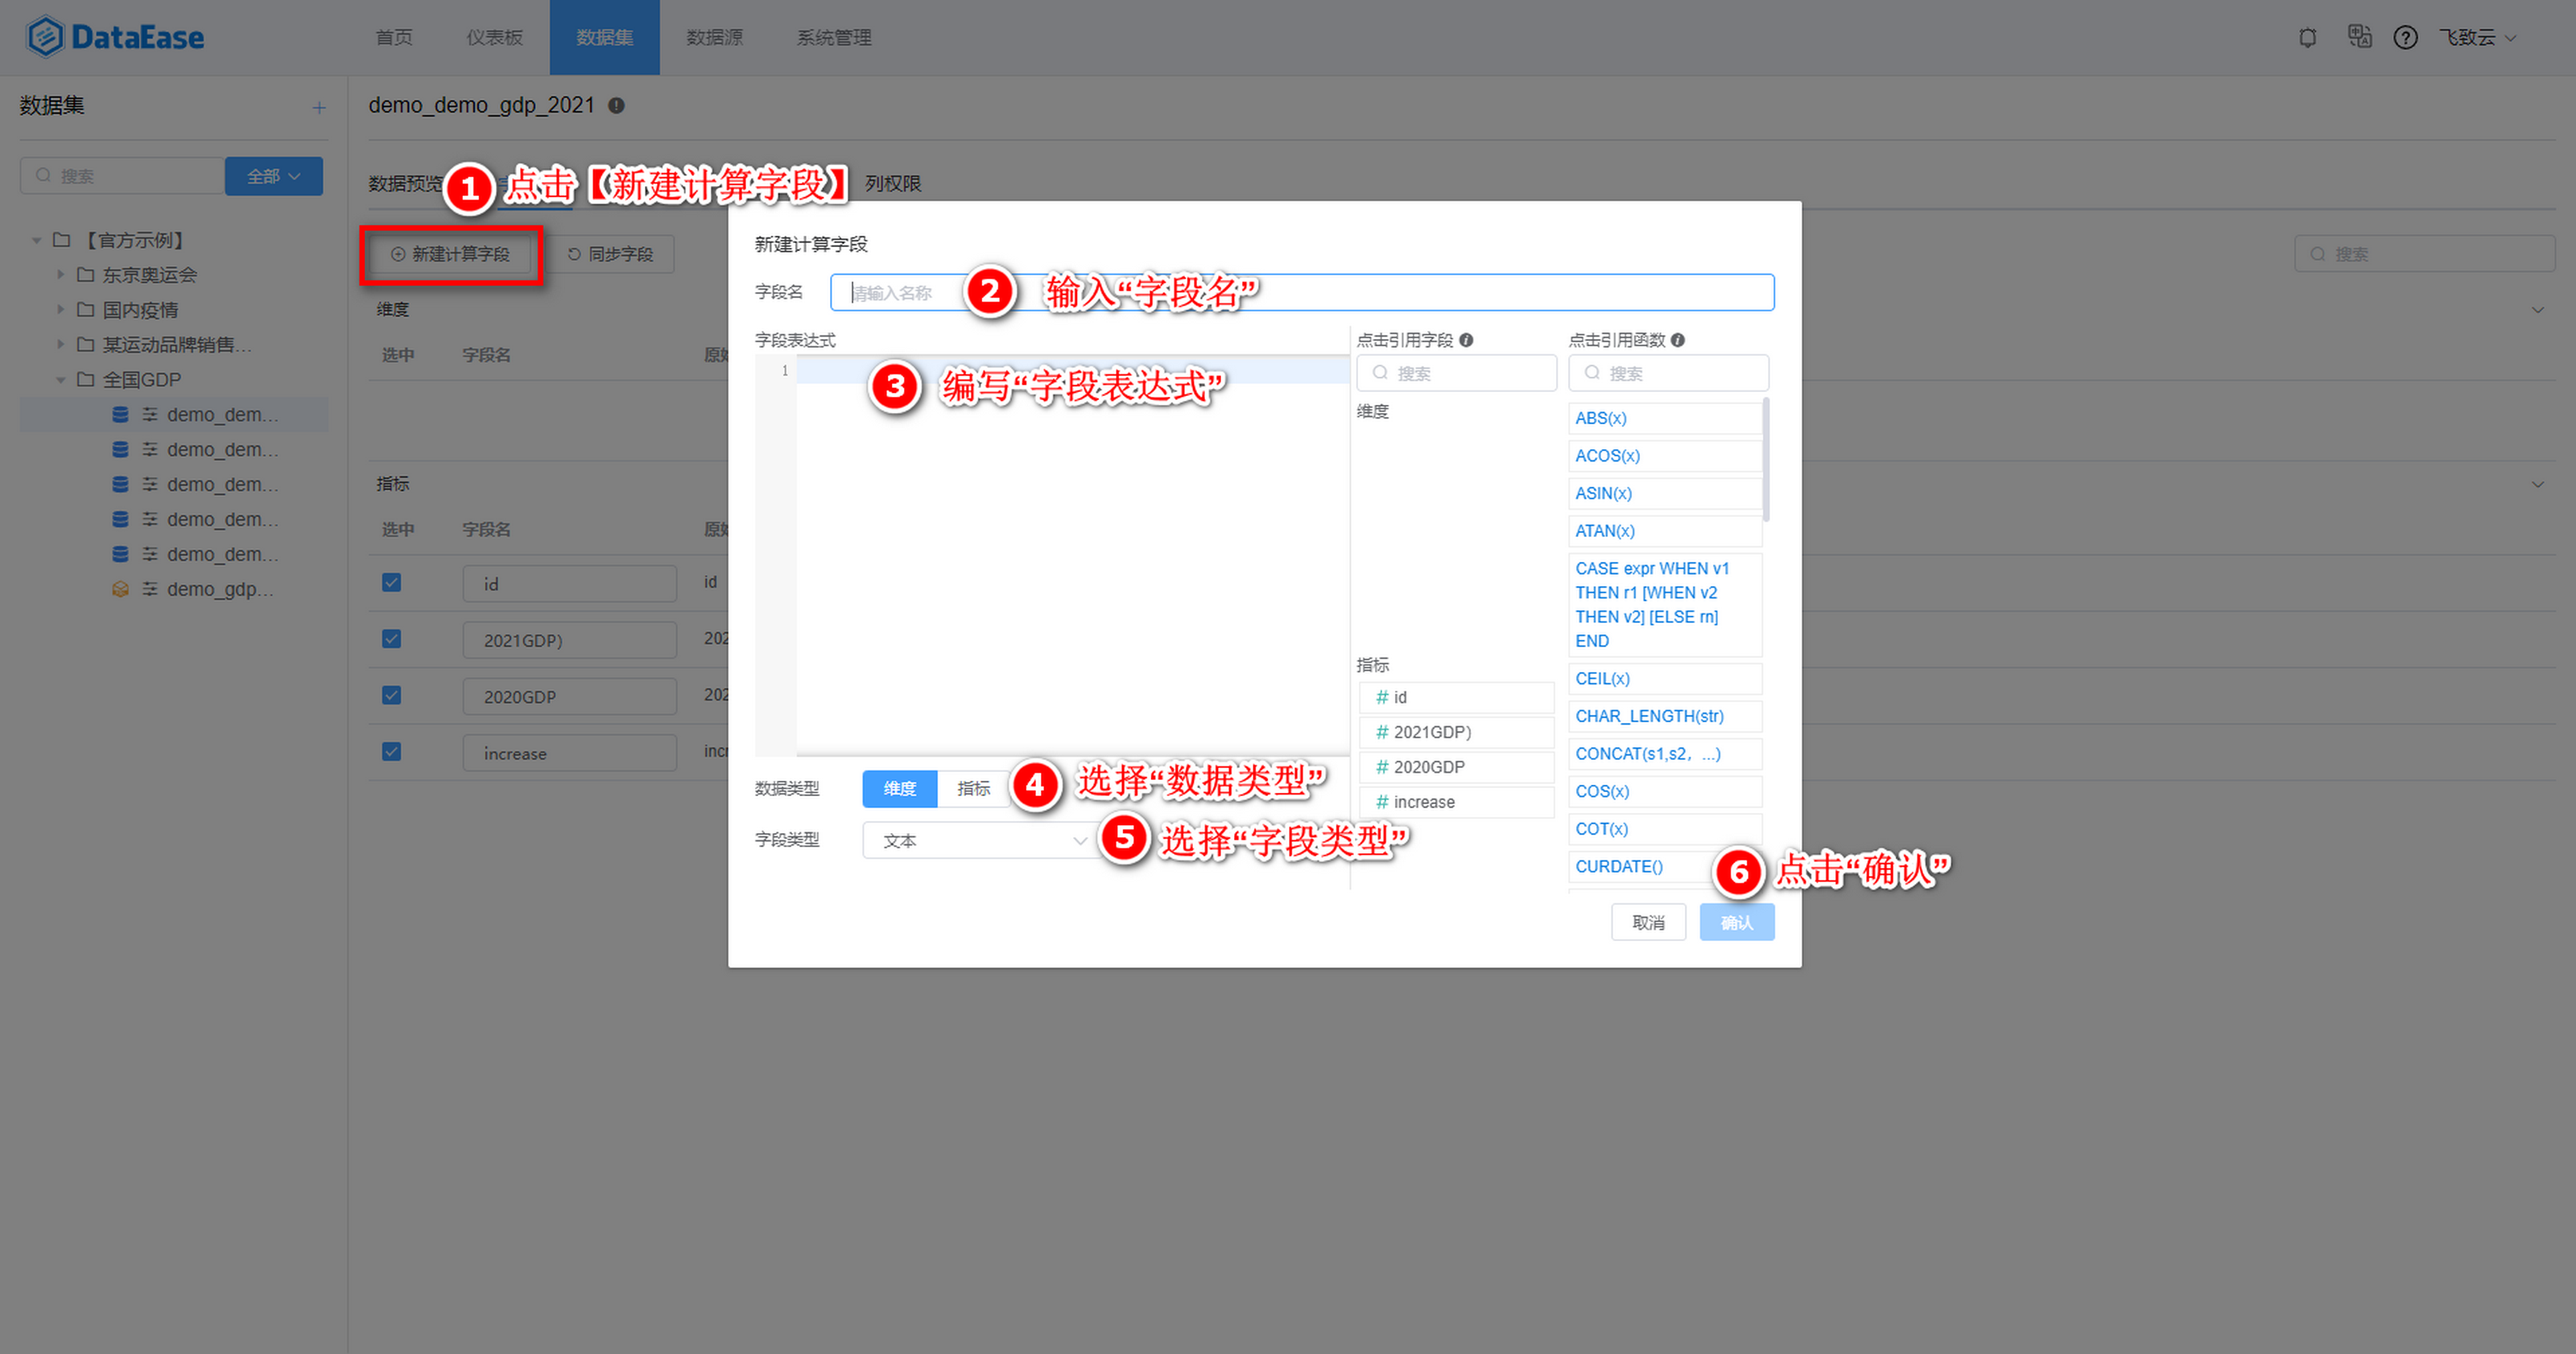 DataEase
首页
仪表板
数据集
数据源
系统管理
飞致云
数据集
搜索
全部
【官方示例】
东京奥运会
国内疫情
某运动品牌销售...
全国GDP
demo_dem...
demo_dem...
demo_dem...
demo_dem...
demo_dem...
demo_gdp...
demo_demo_gdp_2021
数据预览
1 点击【新建计算字段】
列权限
新建计算字段
同步字段
搜索
维度
选中 字段名
指标
选中 字段名
id id
2021GDP) 202
2020GDP 202
increase
新建计算字段
字段名
请输入名称
2 输入“字段名”
字段表达式
1
3 编写“字段表达式”
点击引用字段
搜索
维度
指标
# id
# 2021GDP)
# 2020GDP
# increase
点击引用函数
搜索
ABS(x)
ACOS(x)
ASIN(x)
ATAN(x)
CASE expr WHEN v1
THEN r1 [WHEN v2
THEN v2] [ELSE rn]
END
CEIL(x)
CHAR_LENGTH(str)
CONCAT(s1,s2，...)
COS(x)
COT(x)
CURDATE()
数据类型
维度
指标
4 选择“数据类型”
字段类型
文本
5 选择“字段类型”
6 点击“确认”
取消
确认